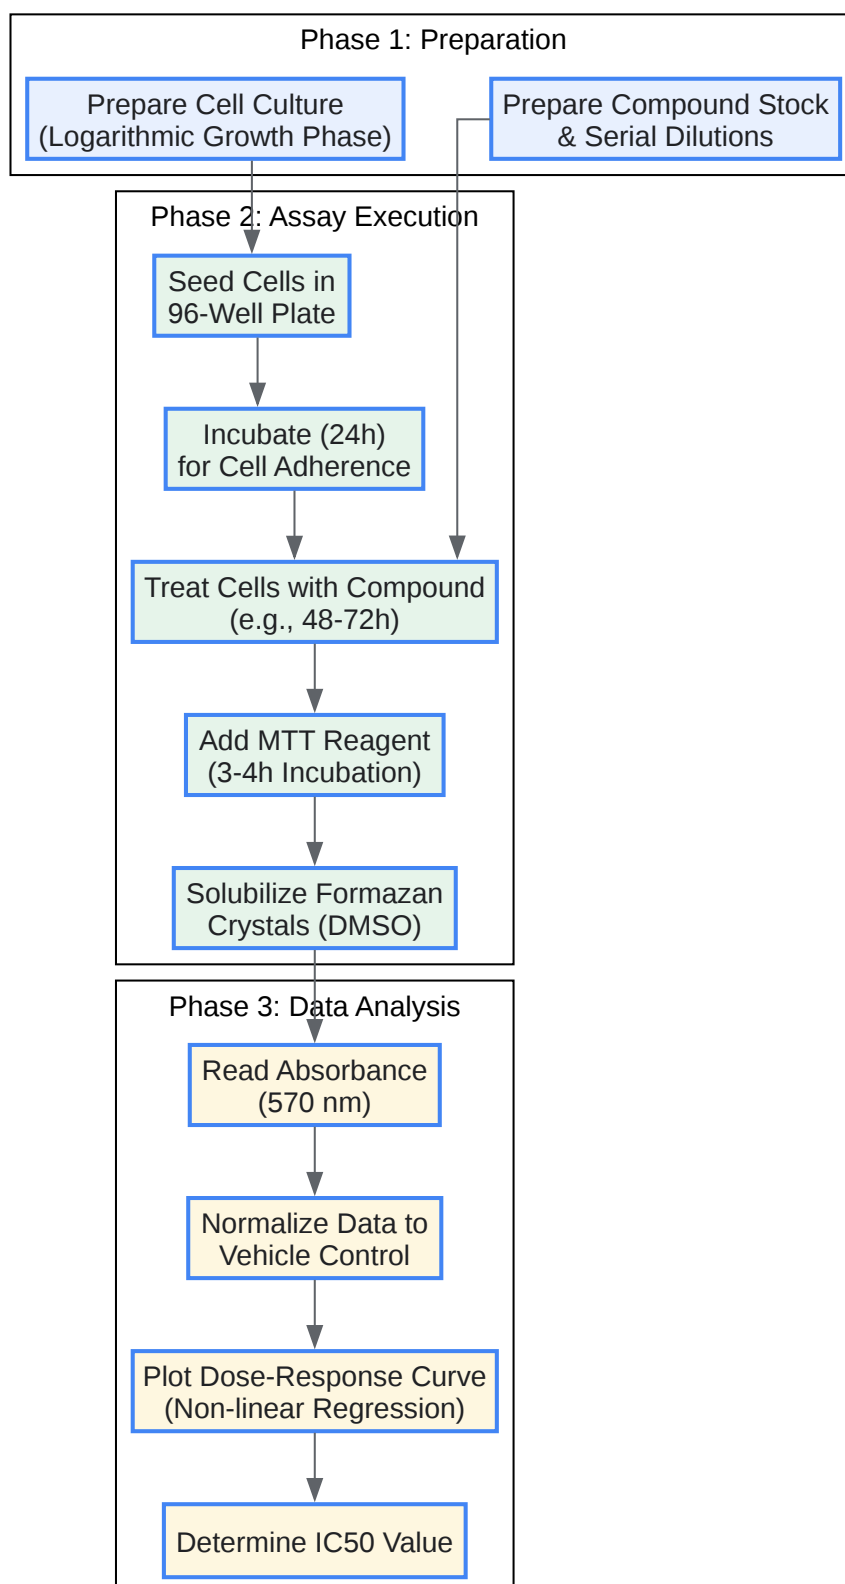 Phase 1: Preparation
Prepare Cell Culture
(Logarithmic Growth Phase)
Prepare Compound Stock
& Serial Dilutions
Phase 2: Assay Execution
Seed Cells in
96-Well Plate
Incubate (24h)
for Cell Adherence
Treat Cells with Compound
(e.g., 48-72h)
Add MTT Reagent
(3-4h Incubation)
Solubilize Formazan
Crystals (DMSO)
Phase 3: Data Analysis
Read Absorbance
(570 nm)
Normalize Data to
Vehicle Control
Plot Dose-Response Curve
(Non-linear Regression)
Determine IC50 Value